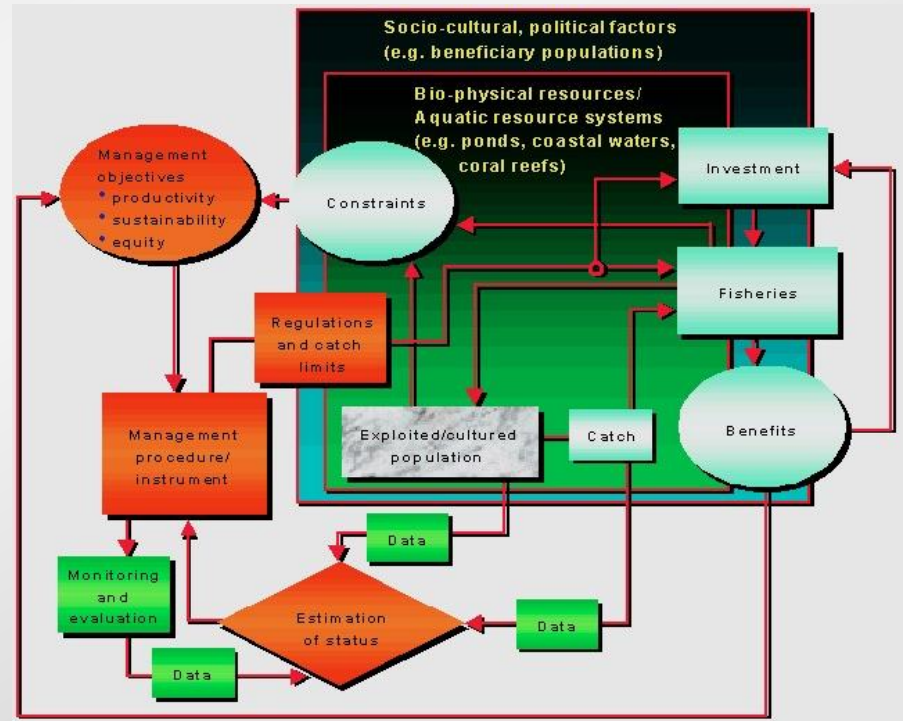 Socio-cultural, political factors
(e.g. beneficiary populations)
Bio-physical resources/
Aquatic resource systems
(e.g. ponds, coastal waters,
coral reefs)
Management
objectives
• productivity
• sustainability
• equity
Constraints
Investment
Fisheries
Regulations
and catch
limits
Management
procedure/
instrument
Exploited/cultured
population
Catch
Benefits
Data
Monitoring
and
evaluation
Estimation
of status
Data
Data